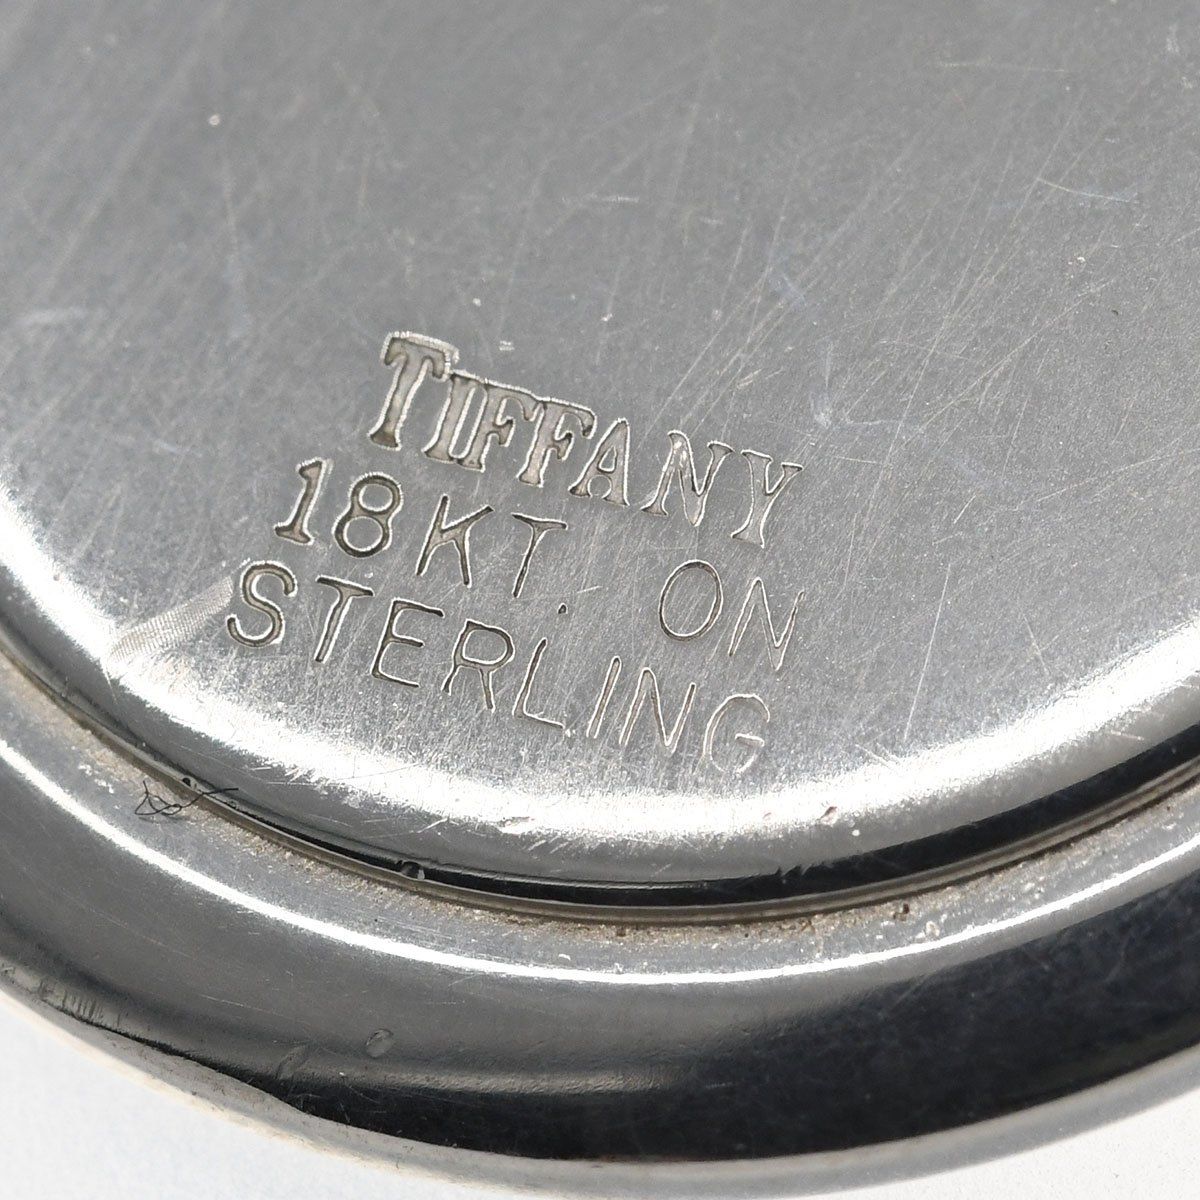 TIFFANY
18KT. ON
STERLING